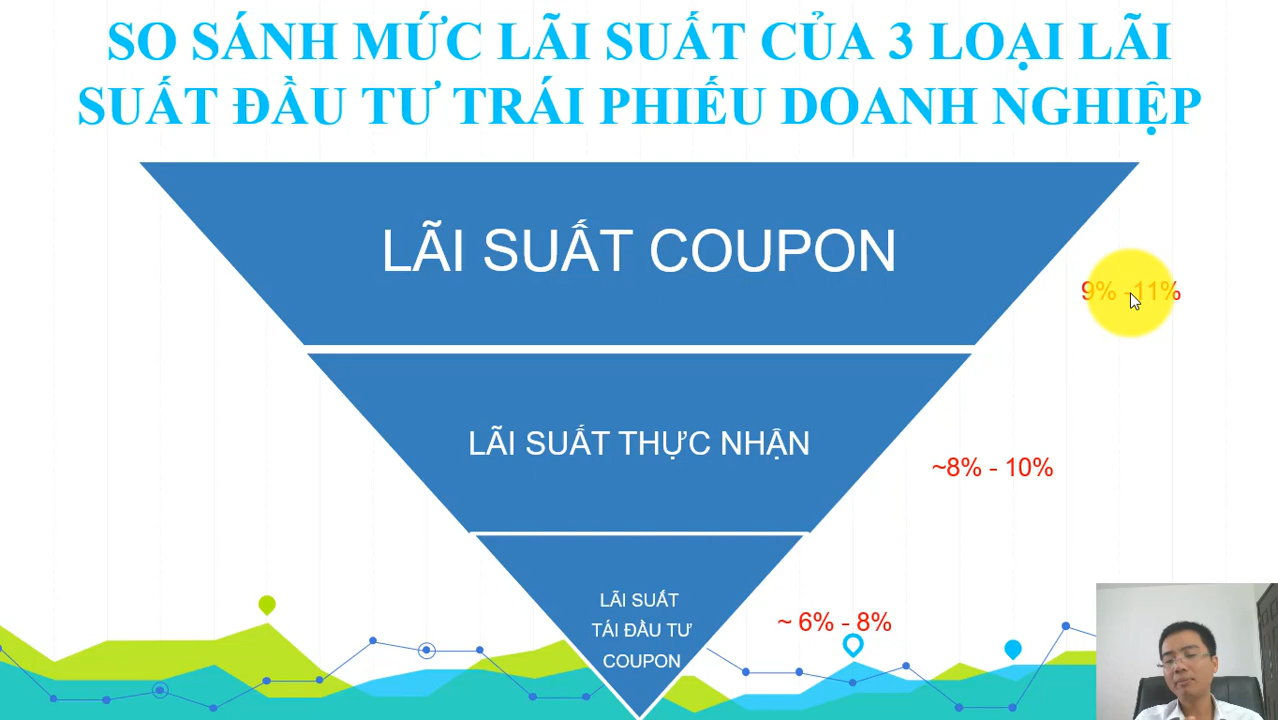 SO SÁNH MỨC LÃI SUẤT CỦA 3 LOẠI LÃI
SUẤT ĐẦU TƯ TRÁI PHIẾU DOANH NGHIỆP
LÃI SUẤT COUPON
9% -11%
LÃI SUẤT THỰC NHẬN
~8% - 10%
LÃI SUẤT
TÁI ĐẦU TƯ
COUPON
~ 6% - 8%